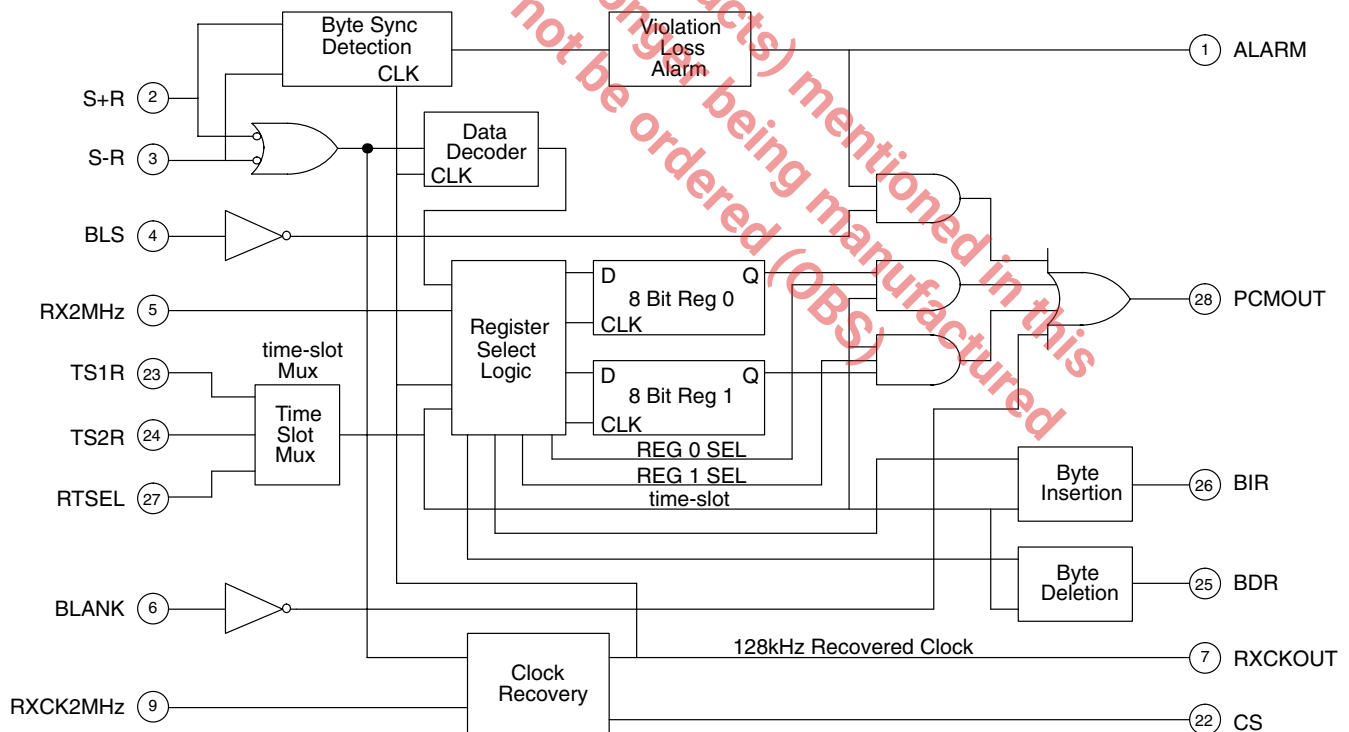 Byte Sync
Detection
CLK
Violation
Loss
Alarm
1 ALARM
S+R 2
S-R 3
Data
Decoder
CLK
BLS 4
RX2MHz 5
Register
Select
Logic
D Q
8 Bit Reg 0
CLK
D Q
8 Bit Reg 1
CLK
28 PCMOUT
time-slot
Mux
TS1R 23
TS2R 24
RTSEL 27
Time
Slot
Mux
REG 0 SEL
REG 1 SEL
time-slot
Byte
Insertion
26 BIR
Byte
Deletion
25 BDR
BLANK 6
Clock
Recovery
128kHz Recovered Clock
7 RXCKOUT
RXCK2MHz 9
22 CS
acts) mentioned in this
onger being manufactured
not be ordered (OBS)